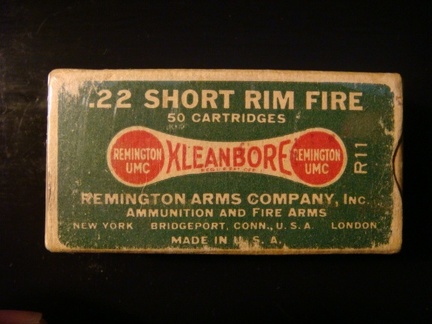 .22 SHORT RIM FIRE
50 CARTRIDGES
REMINGTON UMC
KLEANBORE
REMINGTON UMC
R11
REMINGTON ARMS COMPANY, Inc.
AMMUNITION AND FIRE ARMS
NEW YORK BRIDGEPORT, CONN., U.S.A. LONDON
MADE IN U.S.A.